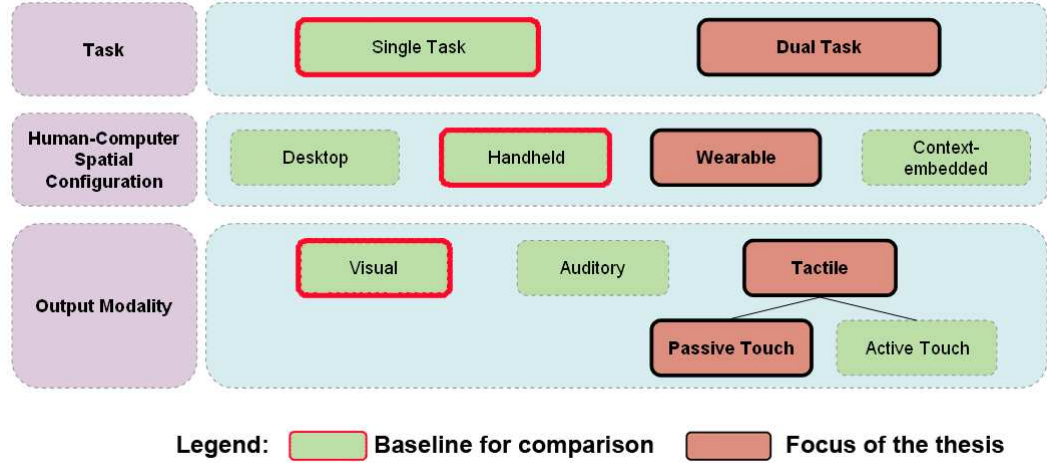 Task
Single Task
Dual Task
Human-Computer
Spatial
Configuration
Desktop
Handheld
Wearable
Context-
embedded
Output Modality
Visual
Auditory
Tactile
Passive Touch
Active Touch
Legend:
Baseline for comparison
Focus of the thesis